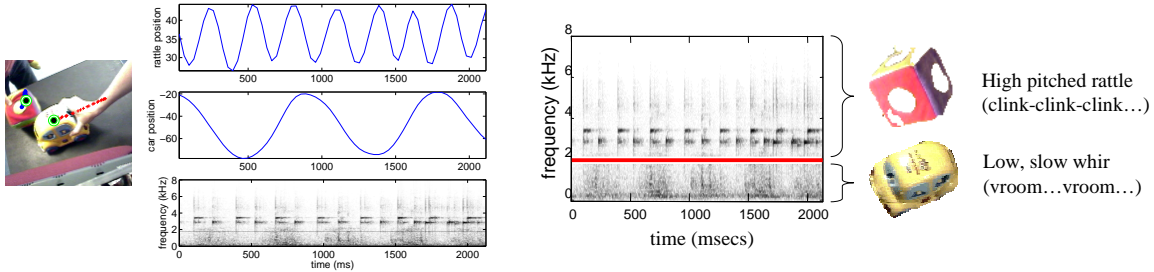 rattle position
40
35
30
500 1000 1500 2000
car position
−20
−40
−60
500 1000 1500 2000
frequency (kHz)
8
6
4
2
0
0 500 1000 1500 2000
time (ms)
frequency (kHz)
8
6
4
2
0
0 500 1000 1500 2000
time (msecs)
High pitched rattle
(clink-clink-clink…)
Low, slow whir
(vroom…vroom…)